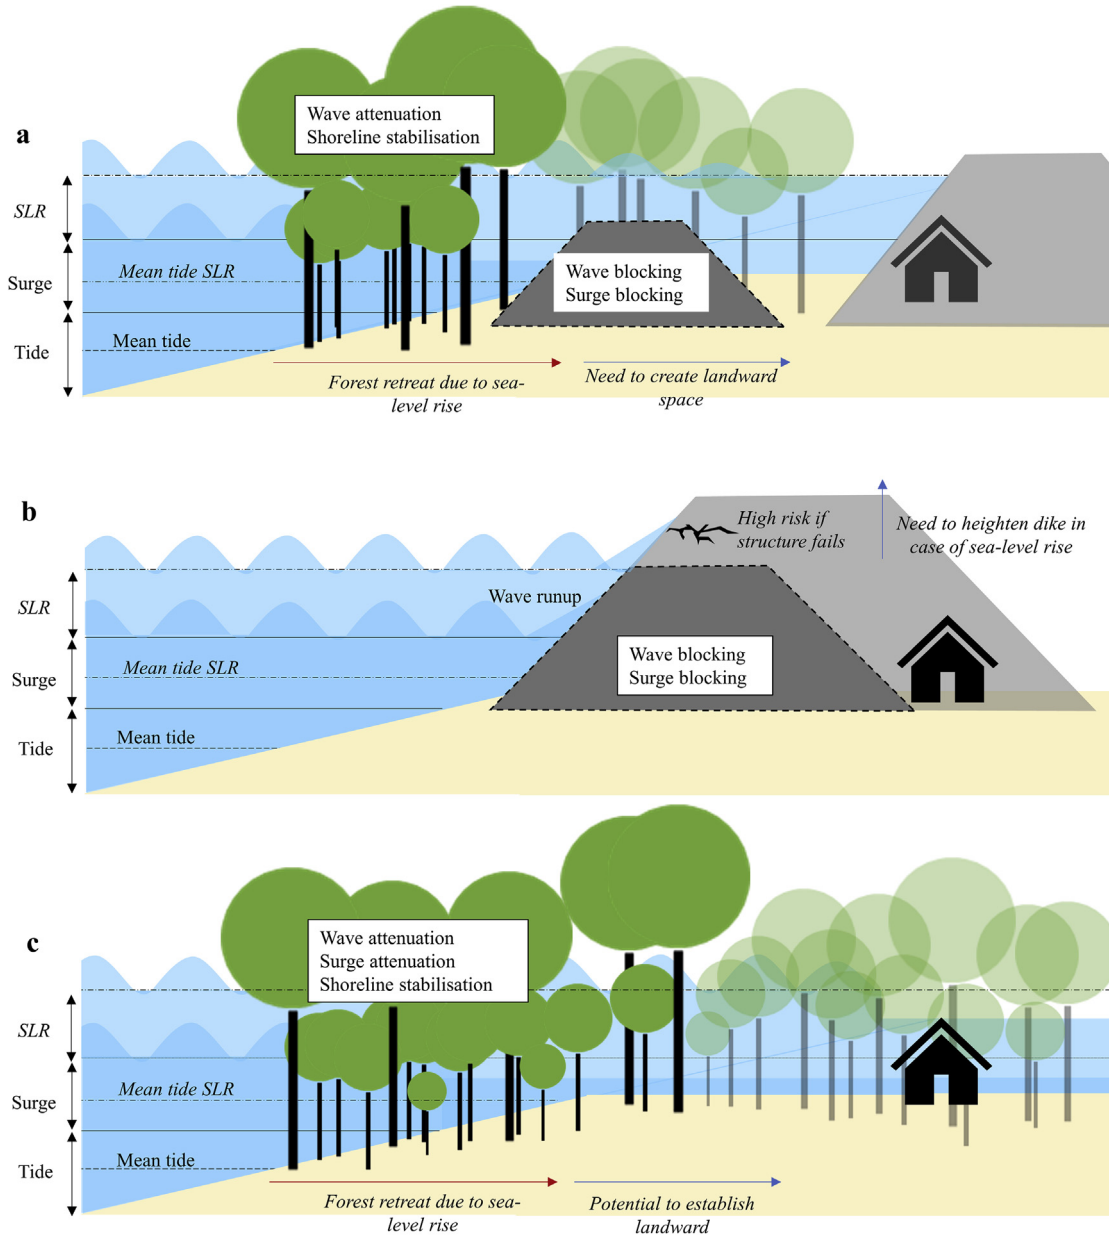 a
Wave attenuation
Shoreline stabilisation
SLR
Mean tide SLR
Surge
Wave blocking
Surge blocking
Mean tide
Tide
Forest retreat due to sea-
level rise
Need to create landward
space
b
High risk if
structure fails
Need to heighten dike in
case of sea-level rise
SLR
Wave runup
Mean tide SLR
Surge
Wave blocking
Surge blocking
Mean tide
Tide
c
Wave attenuation
Surge attenuation
Shoreline stabilisation
SLR
Mean tide SLR
Surge
Mean tide
Tide
Forest retreat due to sea-
level rise
Potential to establish
landward